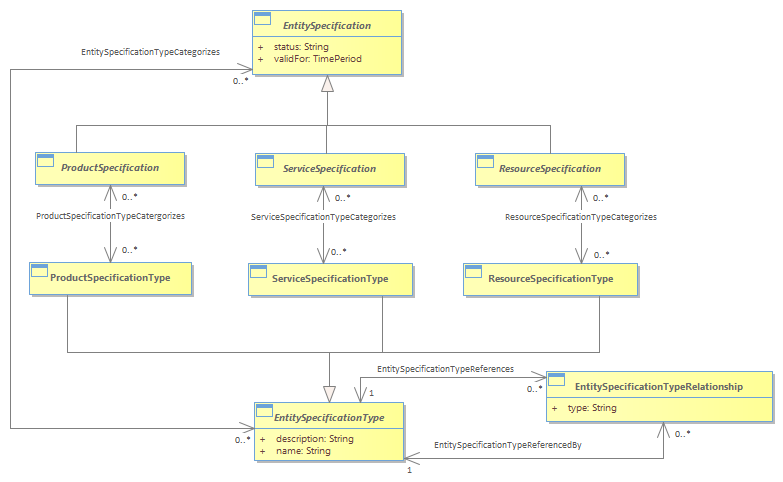 EntitySpecification
+ status: String
+ validFor: TimePeriod
EntitySpecificationTypeCategorizes
0..*
ProductSpecification
ServiceSpecification
ResourceSpecification
0..*
0..*
0..*
ProductSpecificationTypeCatergorizes
ServiceSpecificationTypeCategorizes
ResourceSpecificationTypeCategorizes
0..*
0..*
0..*
ProductSpecificationType
ServiceSpecificationType
ResourceSpecificationType
EntitySpecificationTypeReferences
0..*
1
EntitySpecificationTypeRelationship
+ type: String
EntitySpecificationType
+ description: String
+ name: String
0..*
0..*
EntitySpecificationTypeReferencedBy
1